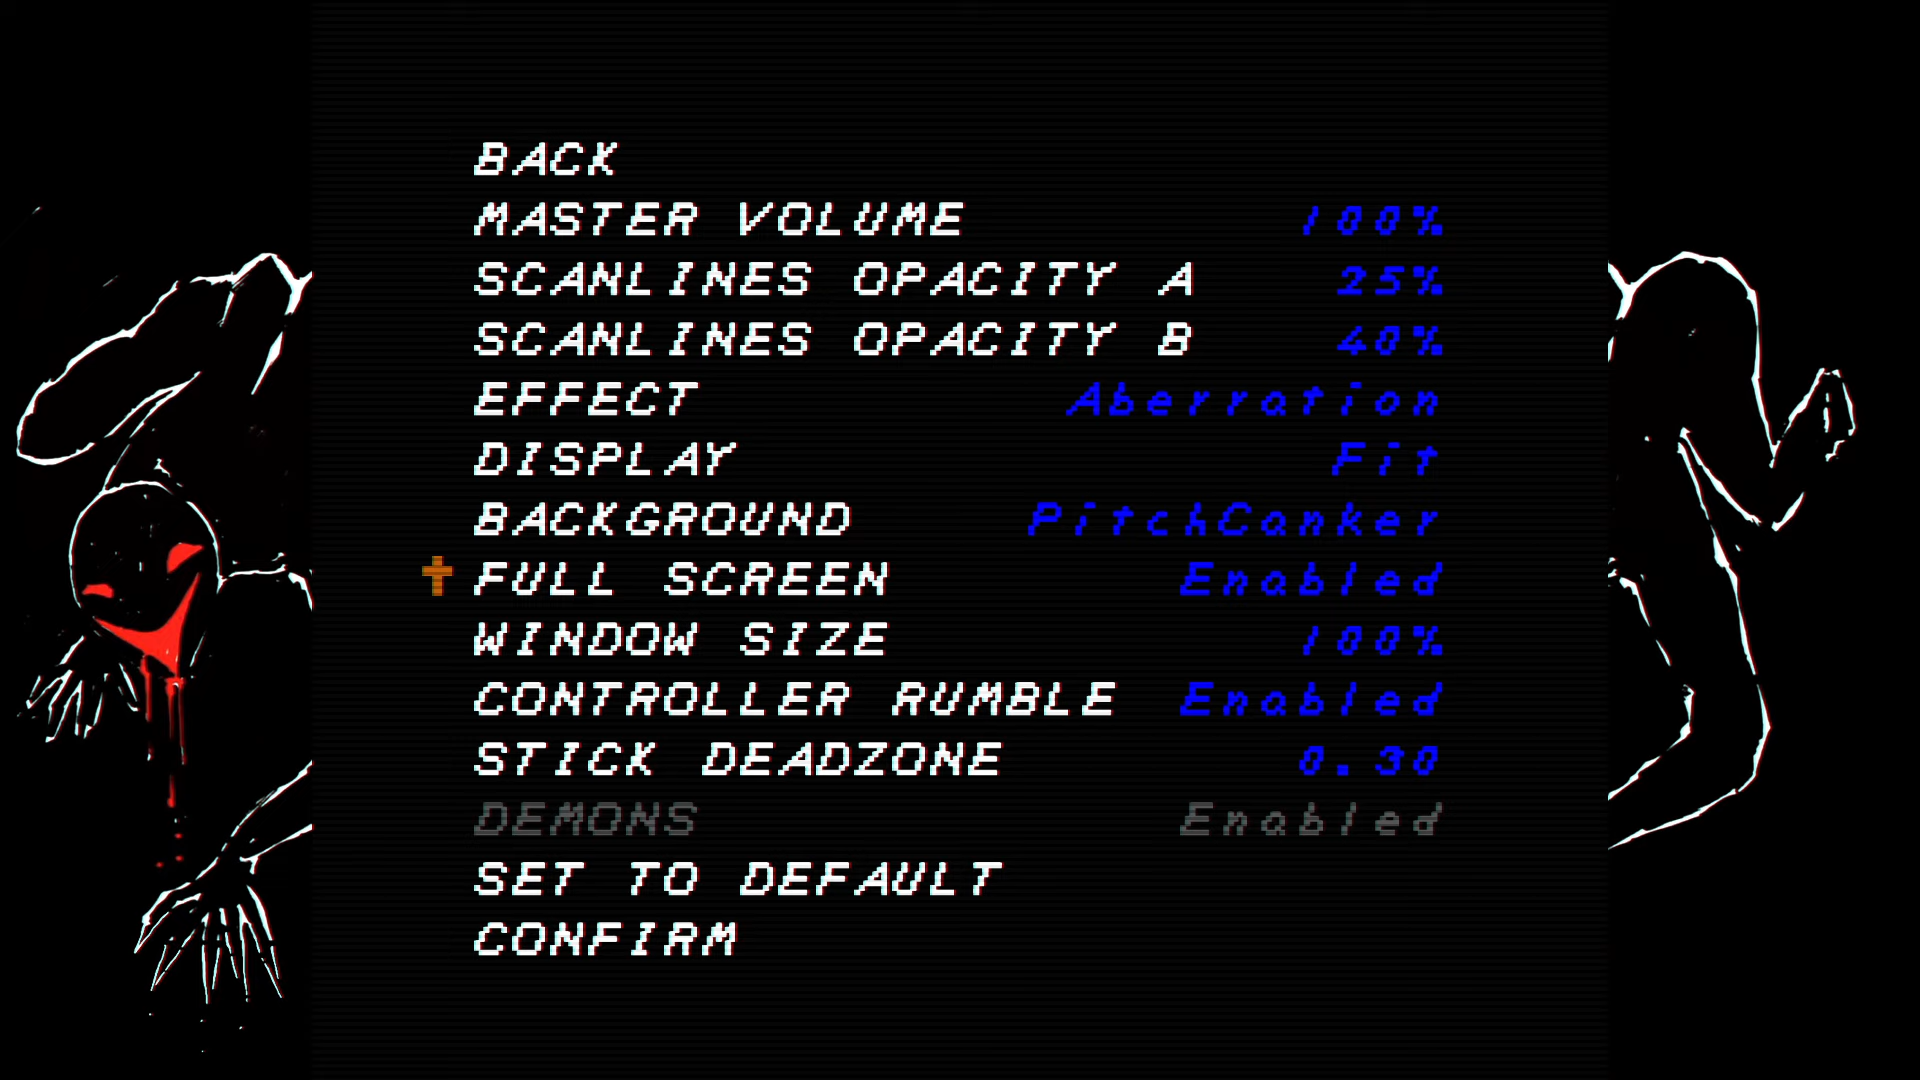 BACK
MASTER VOLUME 100%
SCANLINES OPACITY A 25%
SCANLINES OPACITY B 40%
EFFECT Aberration
DISPLAY Fit
BACKGROUND PitchCanker
FULL SCREEN Enabled
WINDOW SIZE 100%
CONTROLLER RUMBLE Enabled
STICK DEADZONE 0.30
DEMONS Enabled
SET TO DEFAULT
CONFIRM